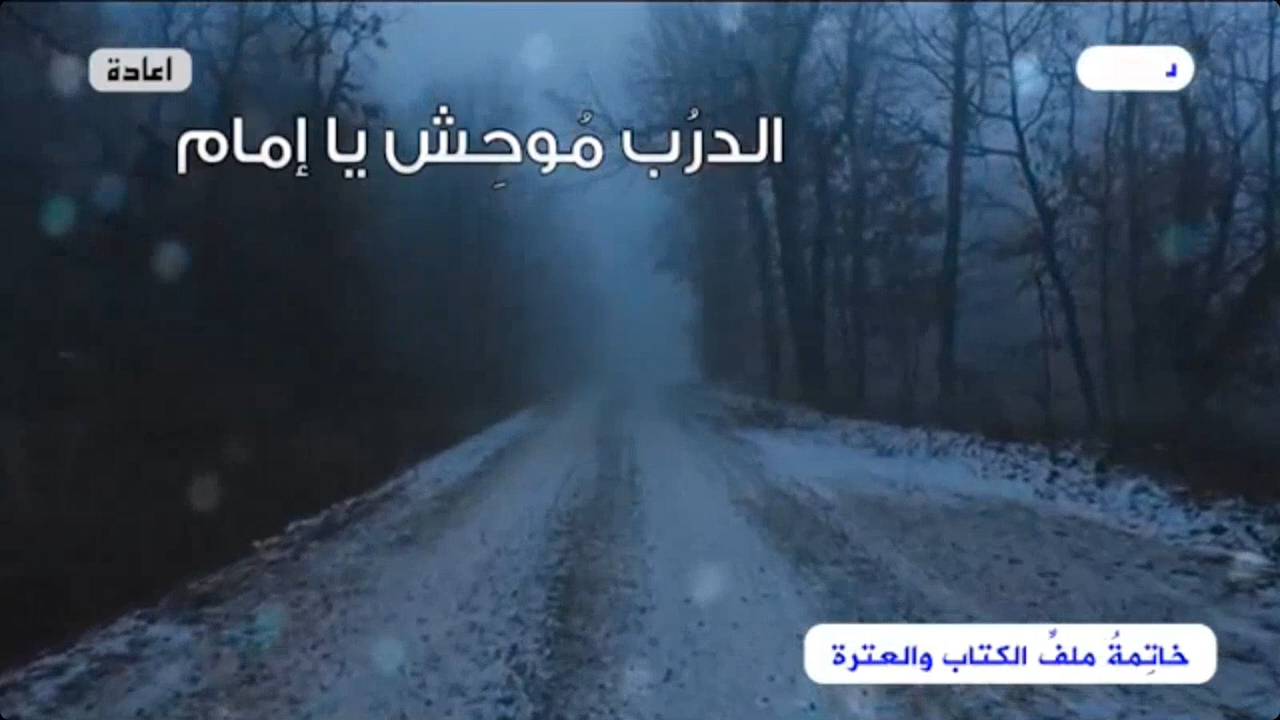 اعادة
الدرُب مُوحِش يا إمام
خاتِمةُ ملفِّ الكتاب والعترة